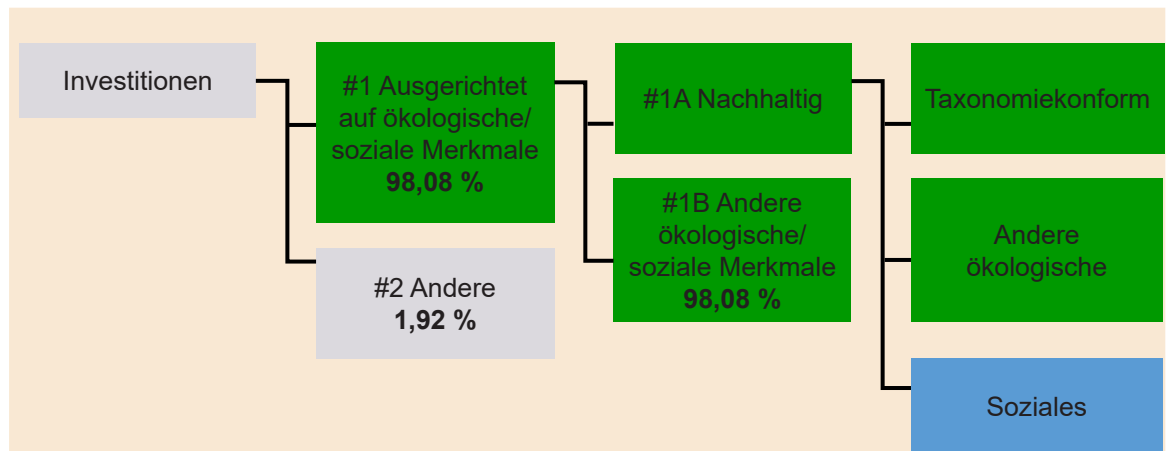 Investitionen
#1 Ausgerichtet
auf ökologische/
soziale Merkmale
98,08 %
#2 Andere
1,92 %
#1A Nachhaltig
#1B Andere
ökologische/
soziale Merkmale
98,08 %
Taxonomiekonform
Andere
ökologische
Soziales